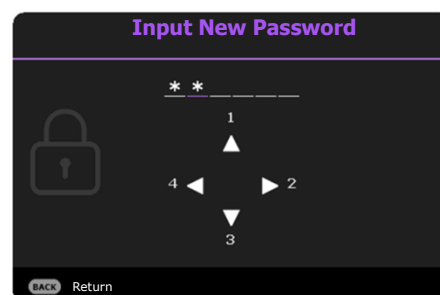 Input New Password
* * _ _ _ _
1
4 2
3
BACK Return